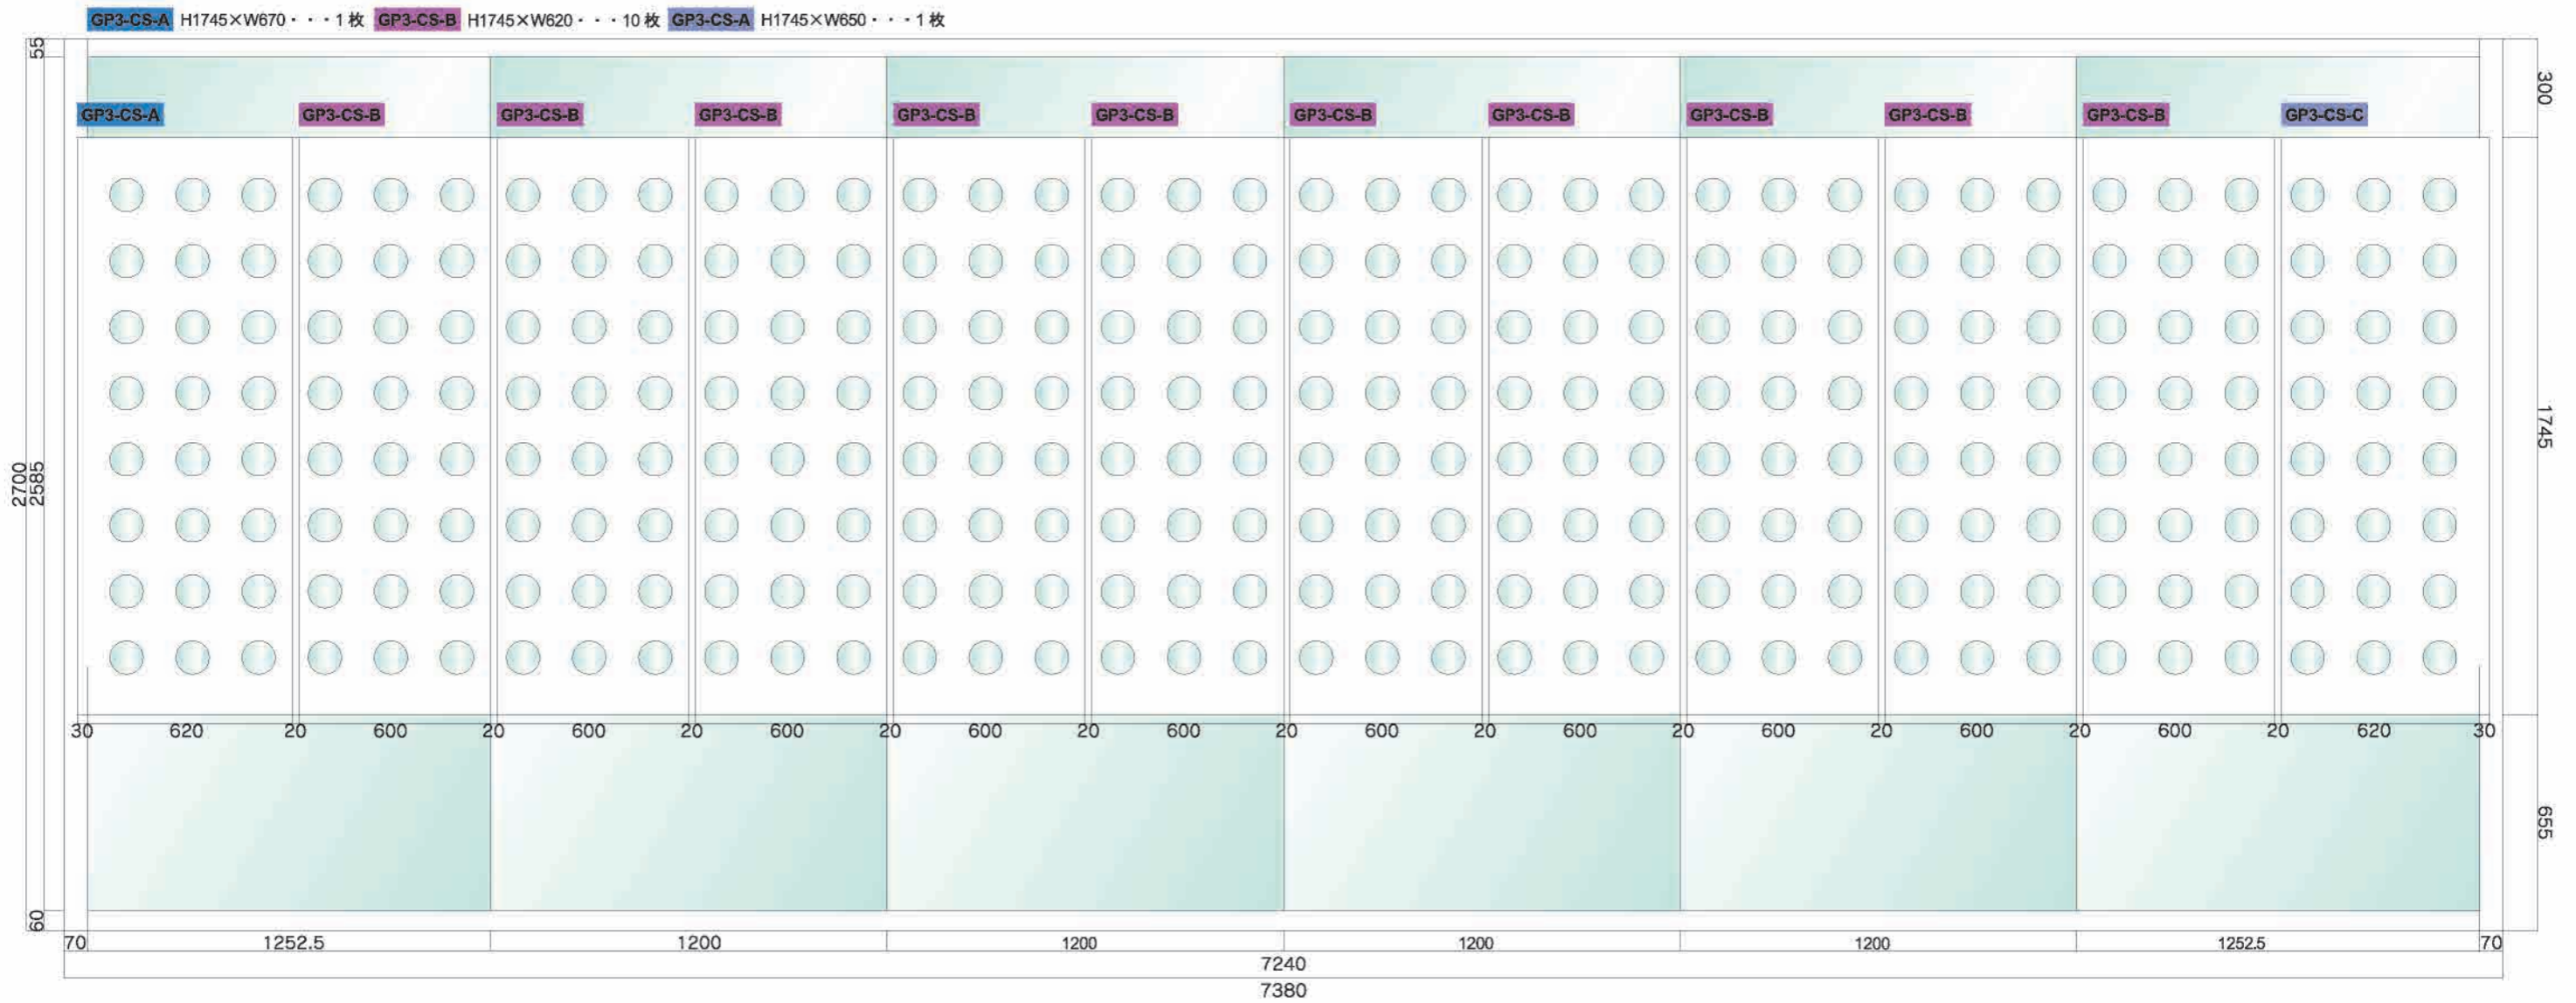 GP3-CS-A H1745×W670・・・1枚 GP3-CS-B H1745×W620・・・10枚 GP3-CS-A H1745×W650・・・1枚
55
300
GP3-CS-A GP3-CS-B GP3-CS-B GP3-CS-B GP3-CS-B GP3-CS-B GP3-CS-B GP3-CS-B GP3-CS-B GP3-CS-B GP3-CS-B GP3-CS-C
1745
2700
2585
30 620 20 600 20 600 20 600 20 600 20 600 20 600 20 600 20 600 20 600 20 600 20 620 30
655
60
70 1252.5 1200 1200 1200 1200 1252.5 70
7240
7380